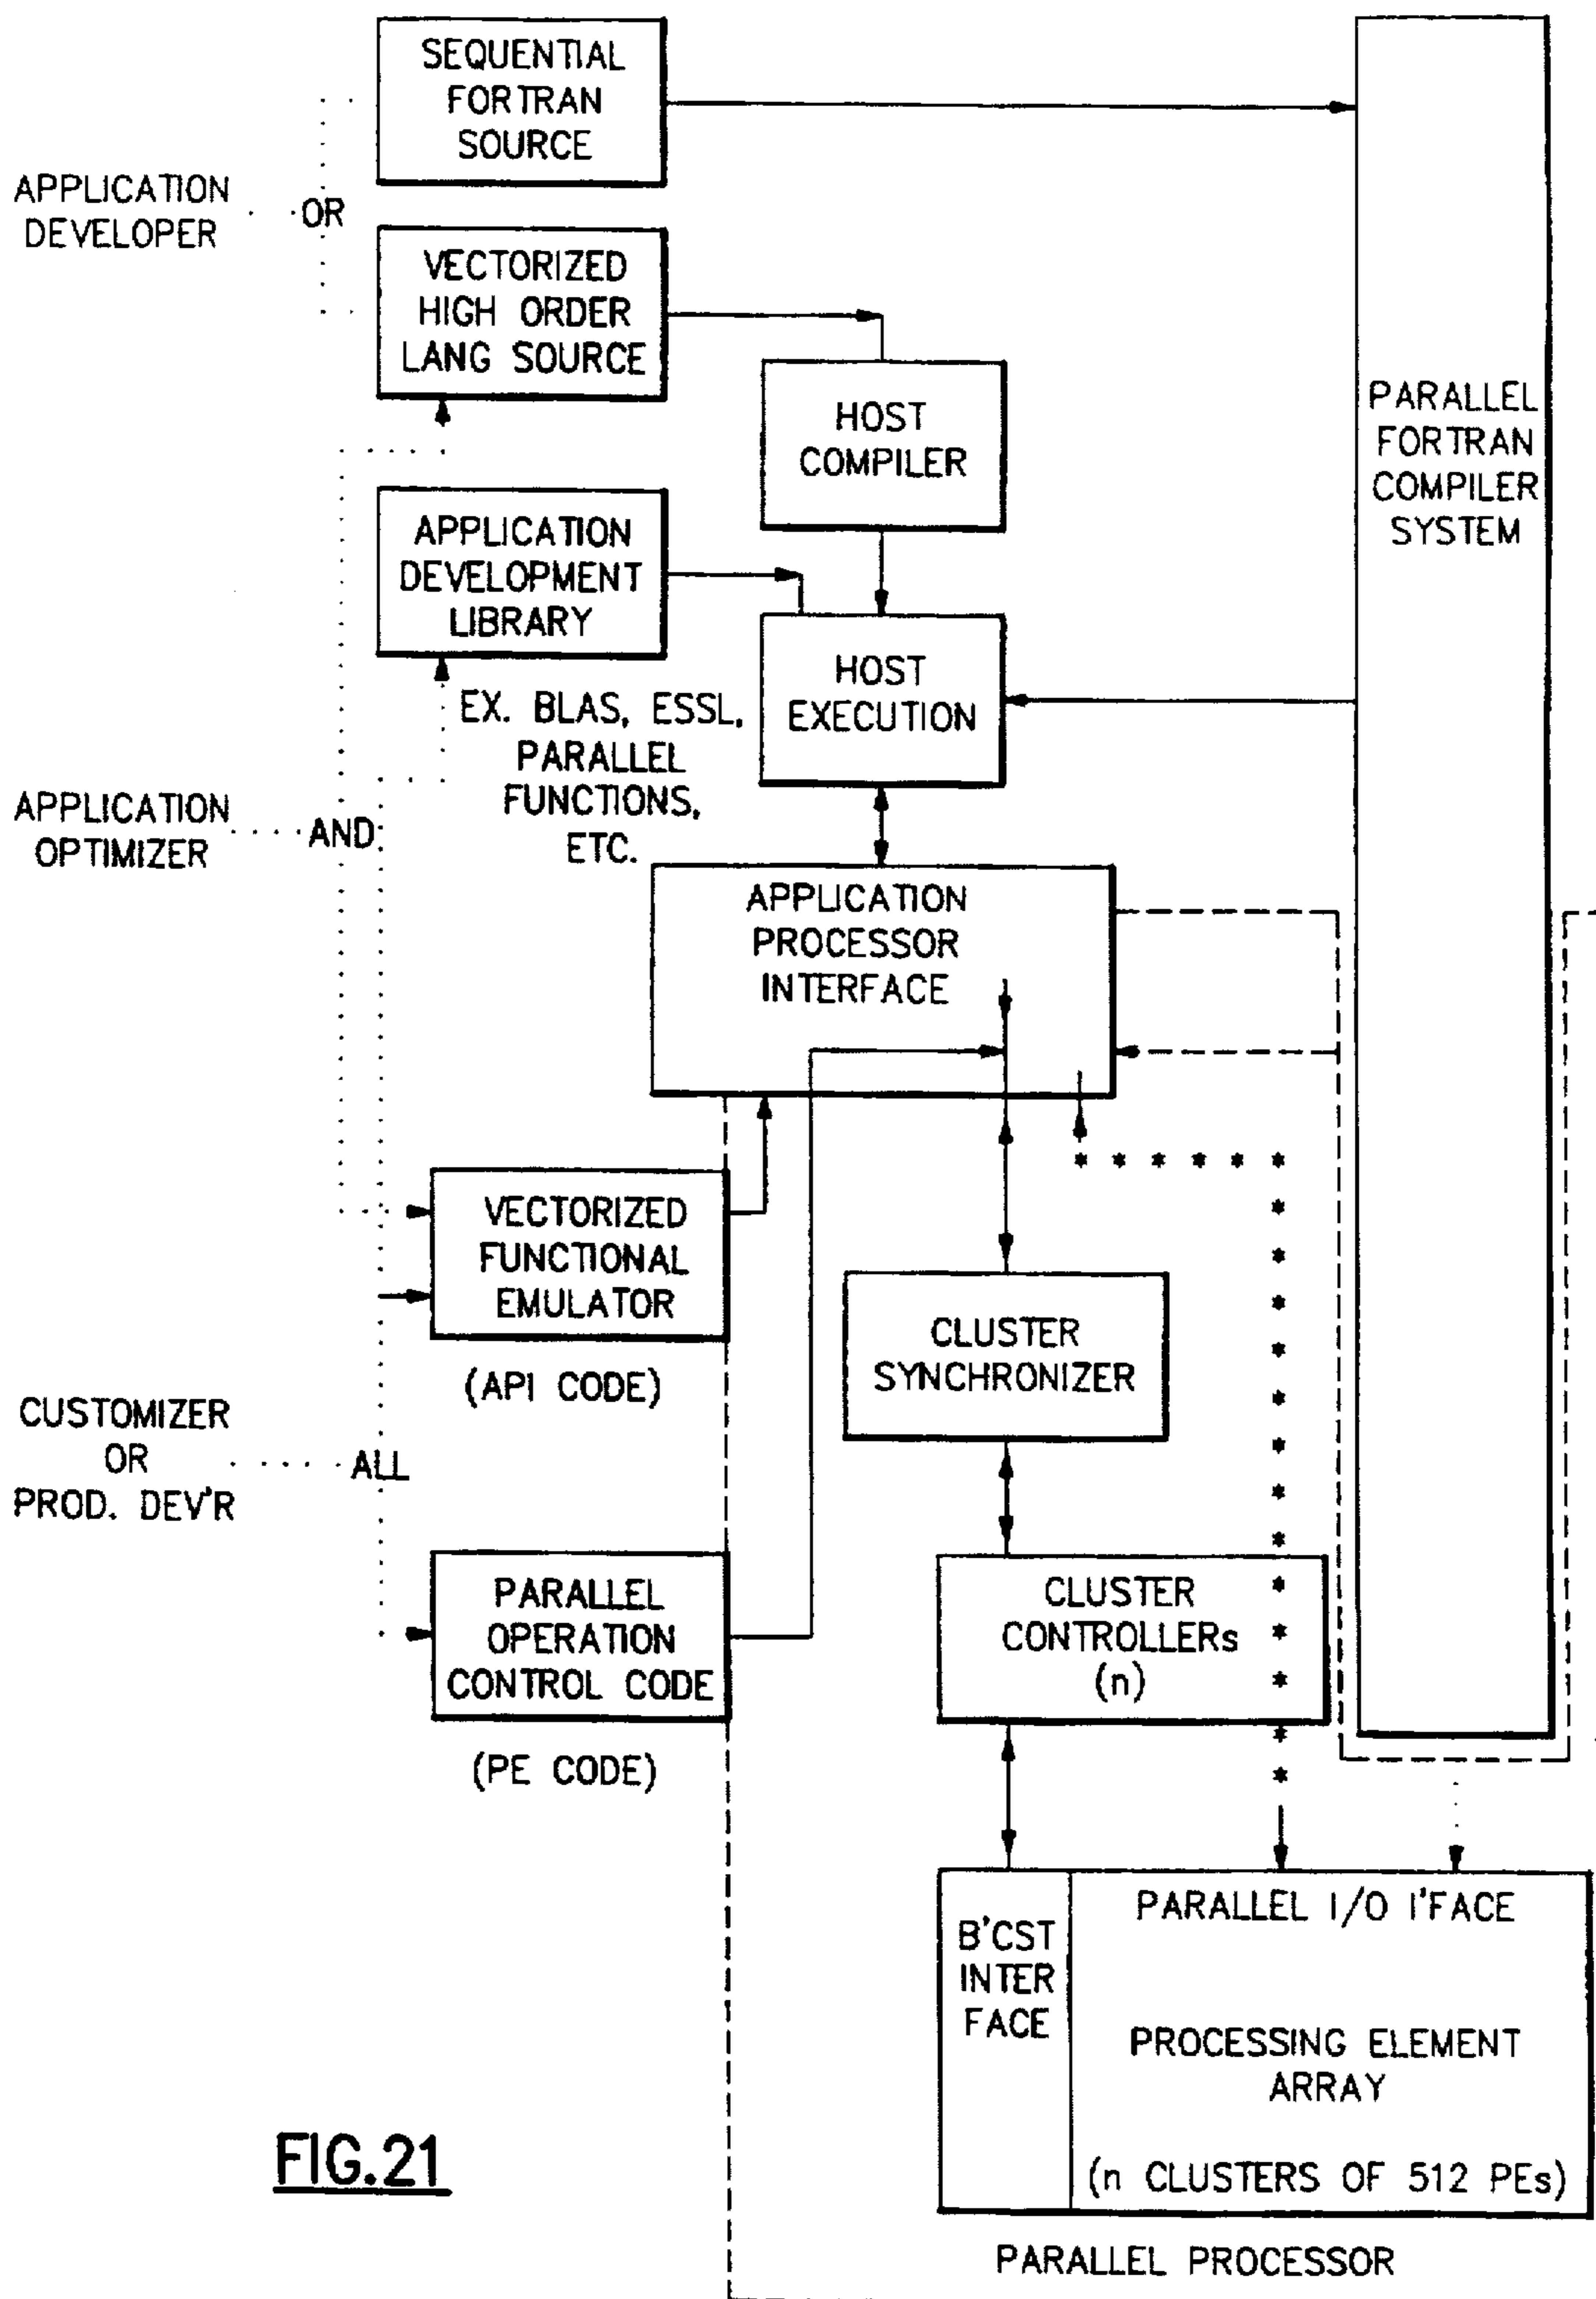 SEQUENTIAL
FORTRAN
SOURCE
APPLICATION
DEVELOPER
OR
VECTORIZED
HIGH ORDER
LANG SOURCE
HOST
COMPILER
PARALLEL
FORTRAN
COMPILER
SYSTEM
APPLICATION
DEVELOPMENT
LIBRARY
HOST
EXECUTION
EX. BLAS, ESSL,
PARALLEL
FUNCTIONS,
ETC.
APPLICATION
OPTIMIZER
AND
APPLICATION
PROCESSOR
INTERFACE
VECTORIZED
FUNCTIONAL
EMULATOR
(API CODE)
CLUSTER
SYNCHRONIZER
CUSTOMIZER
OR
PROD. DEV'R
ALL
PARALLEL
OPERATION
CONTROL CODE
(PE CODE)
CLUSTER
CONTROLLERs
(n)
B'CST
INTER
FACE
PARALLEL I/O I'FACE
PROCESSING ELEMENT
ARRAY
(n CLUSTERS OF 512 PEs)
PARALLEL PROCESSOR
FIG.21